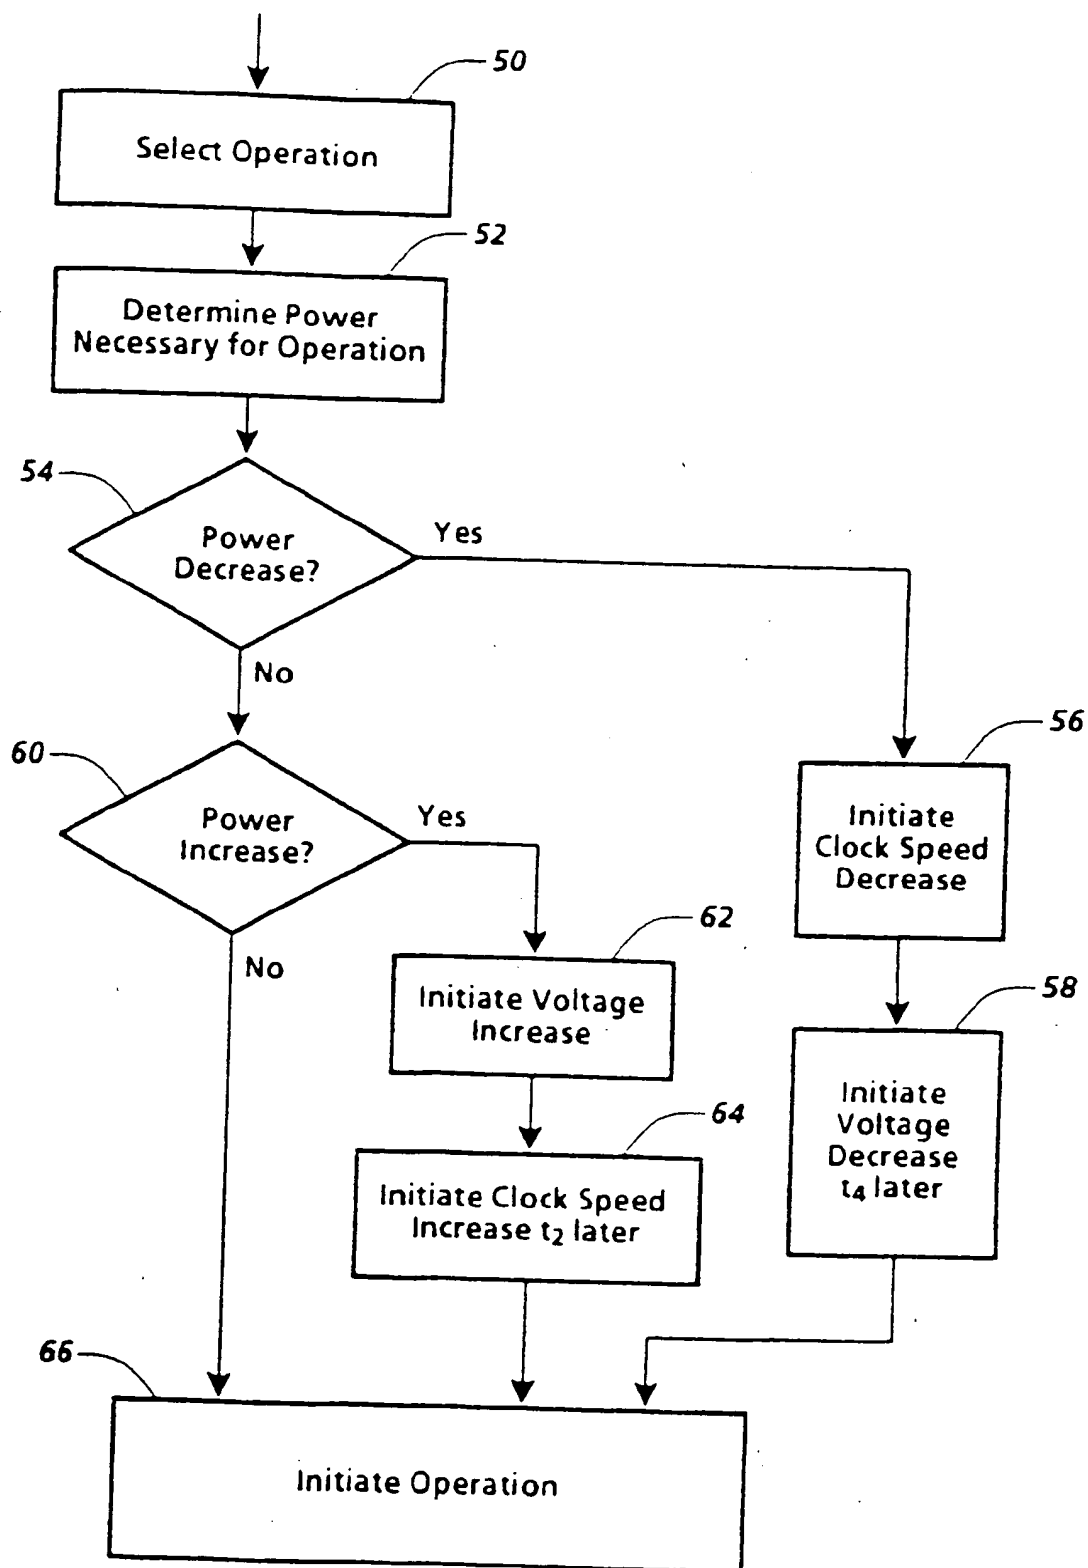 50
Select Operation
52
Determine Power
Necessary for Operation
54
Power
Decrease?
Yes
No
56
Initiate
Clock Speed
Decrease
58
Initiate
Voltage
Decrease
t₄ later
60
Power
Increase?
Yes
No
62
Initiate Voltage
Increase
64
Initiate Clock Speed
Increase t₂ later
66
Initiate Operation